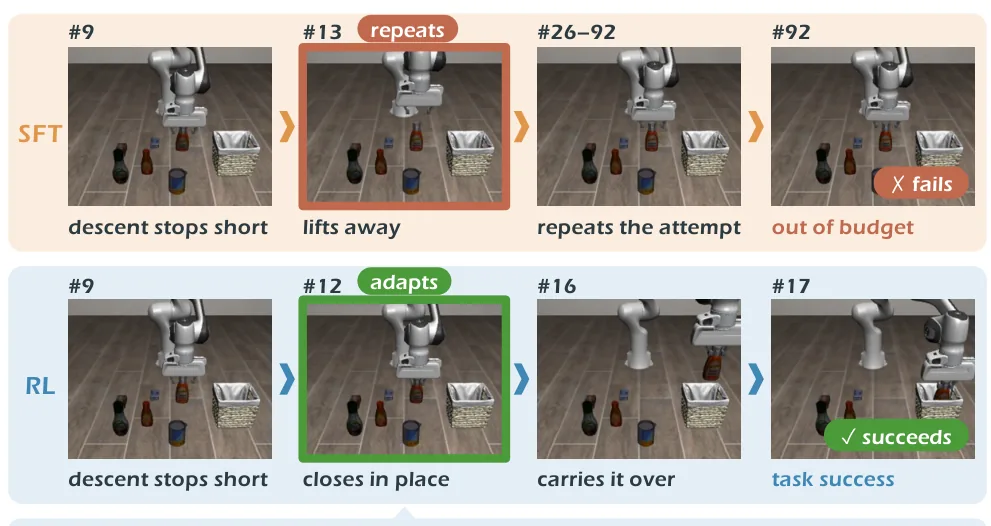 #9 #13 repeats #26–92 #92
SFT
✗ fails
descent stops short lifts away repeats the attempt out of budget
#9 #12 adapts #16 #17
RL
✓ succeeds
descent stops short closes in place carries it over task success